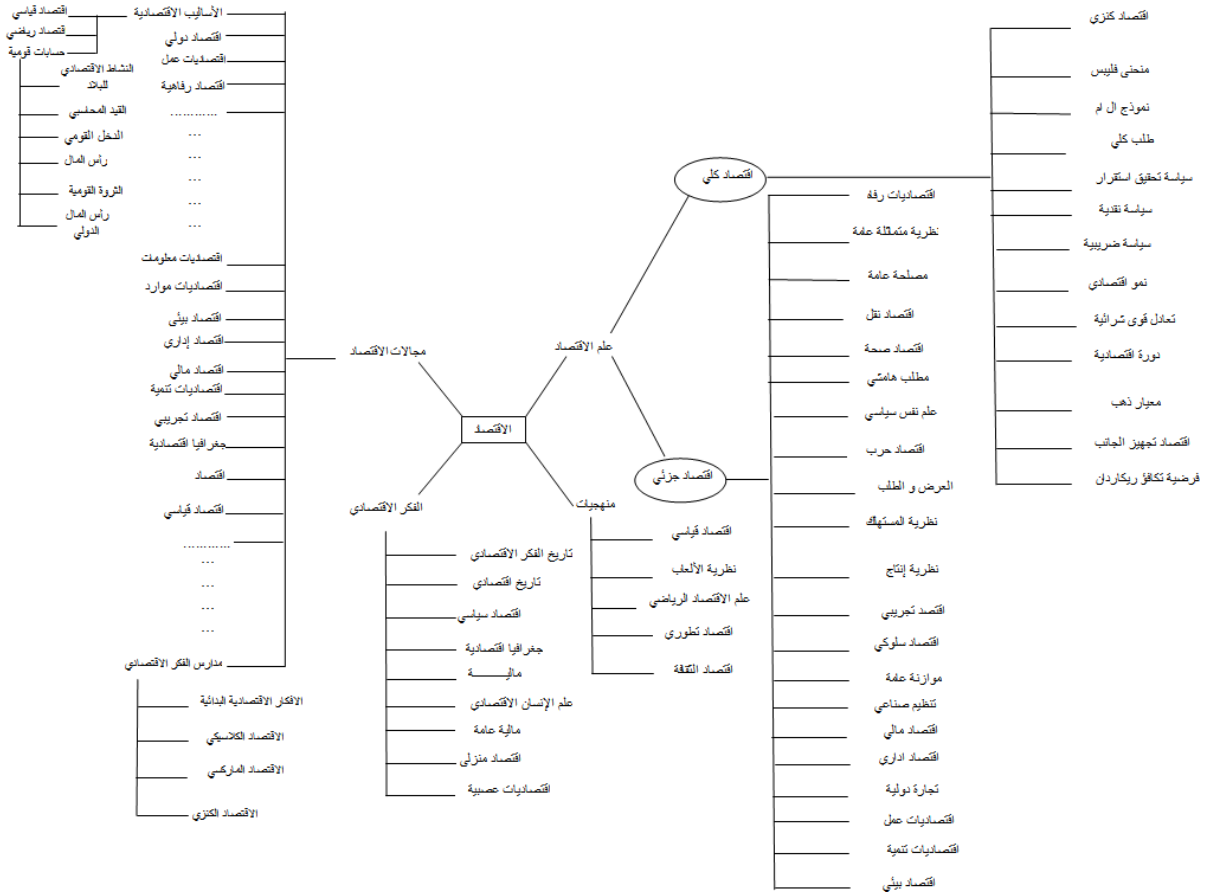 اقتصاد كنزي
منحنى فليبس
نموذج ال ام
طلب كلي
سياسة تحقيق استقرار
سياسة نقدية
سياسة ضريبية
نمو اقتصادي
تعادل قوى شرائية
دورة اقتصادية
معيار ذهب
اقتصاد تجهيز الجانب
فرضية تكافؤ ريكاردان
اقتصاد كلي
اقتصاديات رفاه
نظرية متماثلة عامة
مصلحة عامة
اقتصاد نقل
اقتصاد صحة
مطلب هامشي
علم نفس سياسي
اقتصاد حرب
العرض و الطلب
نظرية المستهلك
نظرية إنتاج
اقتصد تجريبي
اقتصاد سلوكي
موازنة عامة
تنظيم صناعي
اقتصاد مالي
اقتصاد اداري
تجارة دولية
اقتصاديات عمل
اقتصاديات تنمية
اقتصاد بيئي
علم الاقتصاد
اقتصاد جزئي
الاقتصاد
منهجيات
اقتصاد قياسي
نظرية الألعاب
علم الاقتصاد الرياضي
اقتصاد تطوري
اقتصاد الثقافة
الفكر الاقتصادي
تاريخ الفكر الاقتصادي
تاريخ اقتصادي
اقتصاد سياسي
جغرافيا اقتصادية
ماليـــــــة
علم الإنسان الاقتصادي
مالية عامة
اقتصاد منزلي
اقتصاديات عصبية
مجالات الاقتصاد
الأساليب الاقتصادية
اقتصاد دولي
اقتصاديات عمل
اقتصاد رفاهية
............
...
...
...
...
...
اقتصاديات معلومات
اقتصاديات موارد
اقتصاد بيئي
اقتصاد إداري
اقتصاد مالي
اقتصاديات تنمية
اقتصاد تجريبي
جغرافيا اقتصادية
اقتصاد
اقتصاد قياسي
............
...
...
...
...
مدارس الفكر الاقتصادي
الافكار الاقتصادية البدائية
الاقتصاد الكلاسيكي
الاقتصاد الماركسي
الاقتصاد الكنزي
اقتصاد قياسي
قتصاد ريضي
حسابات قومية
النشاط الاقتصادي
للبلاد
القيد المحاسبي
الدخل القومي
رأس المال
الثروة القومية
رأس المال
الدولي